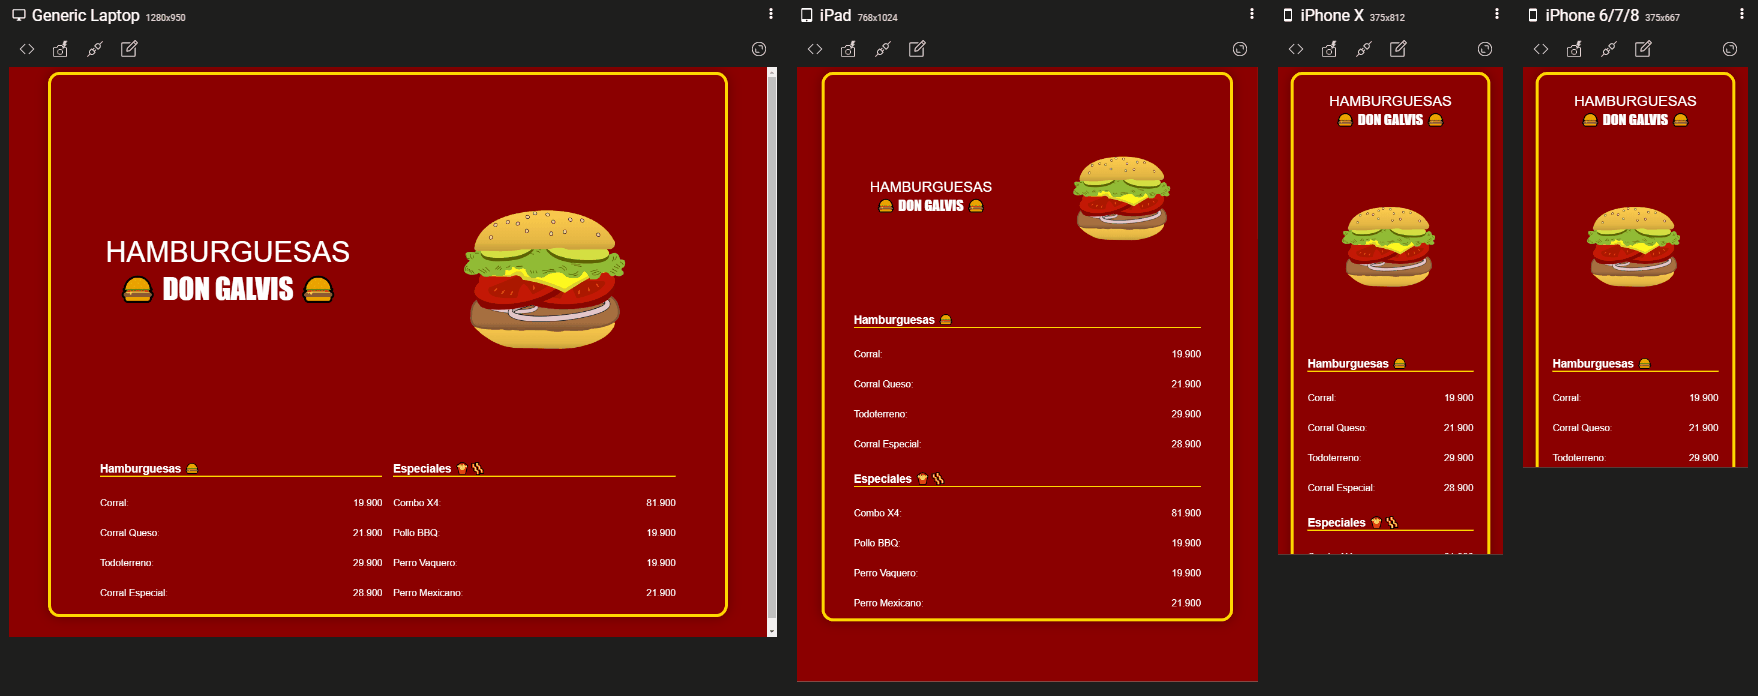 Generic Laptop 1280x950
HAMBURGUESAS
DON GALVIS
Hamburguesas
Corral: 19.900
Corral Queso: 21.900
Todoterreno: 29.900
Corral Especial: 28.900
Especiales
Combo X4: 81.900
Pollo BBQ: 19.900
Perro Vaquero: 19.900
Perro Mexicano: 21.900
iPad 768x1024
HAMBURGUESAS
DON GALVIS
Hamburguesas
Corral: 19.900
Corral Queso: 21.900
Todoterreno: 29.900
Corral Especial: 28.900
Especiales
Combo X4: 81.900
Pollo BBQ: 19.900
Perro Vaquero: 19.900
Perro Mexicano: 21.900
iPhone X 375x812
HAMBURGUESAS
DON GALVIS
Hamburguesas
Corral: 19.900
Corral Queso: 21.900
Todoterreno: 29.900
Corral Especial: 28.900
Especiales
iPhone 6/7/8 375x667
HAMBURGUESAS
DON GALVIS
Hamburguesas
Corral: 19.900
Corral Queso: 21.900
Todoterreno: 29.900